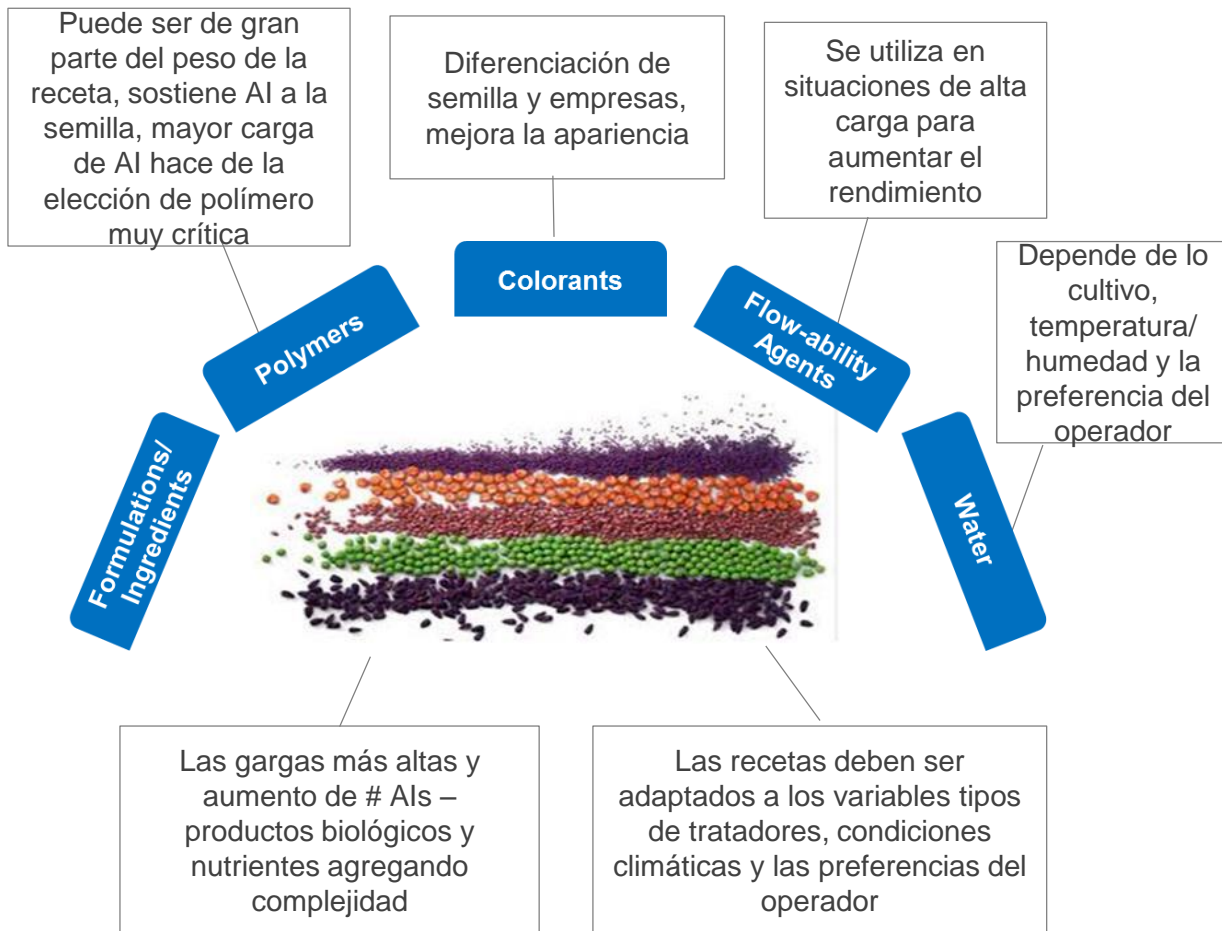 Puede ser de gran
parte del peso de la
receta, sostiene AI a la
semilla, mayor carga
de AI hace de la
elección de polímero
muy crítica
Diferenciación de
semilla y empresas,
mejora la apariencia
Se utiliza en
situaciones de alta
carga para
aumentar el
rendimiento
Depende de lo
cultivo,
temperatura/
humedad y la
preferencia del
operador
Formulations/
Ingredients
Polymers
Colorants
Flow-ability
Agents
Water
Las gargas más altas y
aumento de # AIs –
productos biológicos y
nutrientes agregando
complejidad
Las recetas deben ser
adaptados a los variables tipos
de tratadores, condiciones
climáticas y las preferencias del
operador